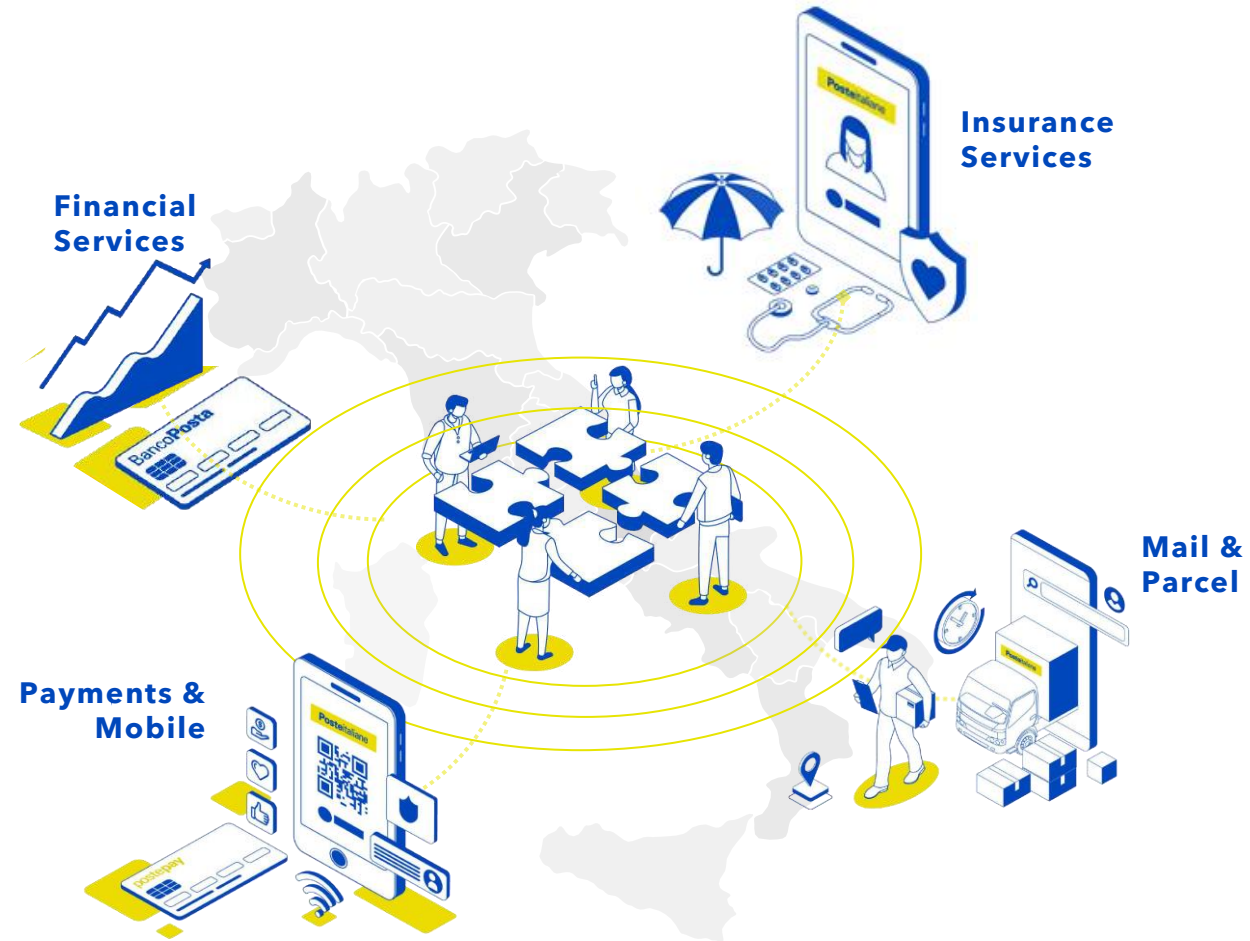 Insurance
Services
Posteitaliane
Financial
Services
BancoPosta
Mail &
Parcel
Posteitaliane
Payments &
Mobile
Posteitaliane
postepay